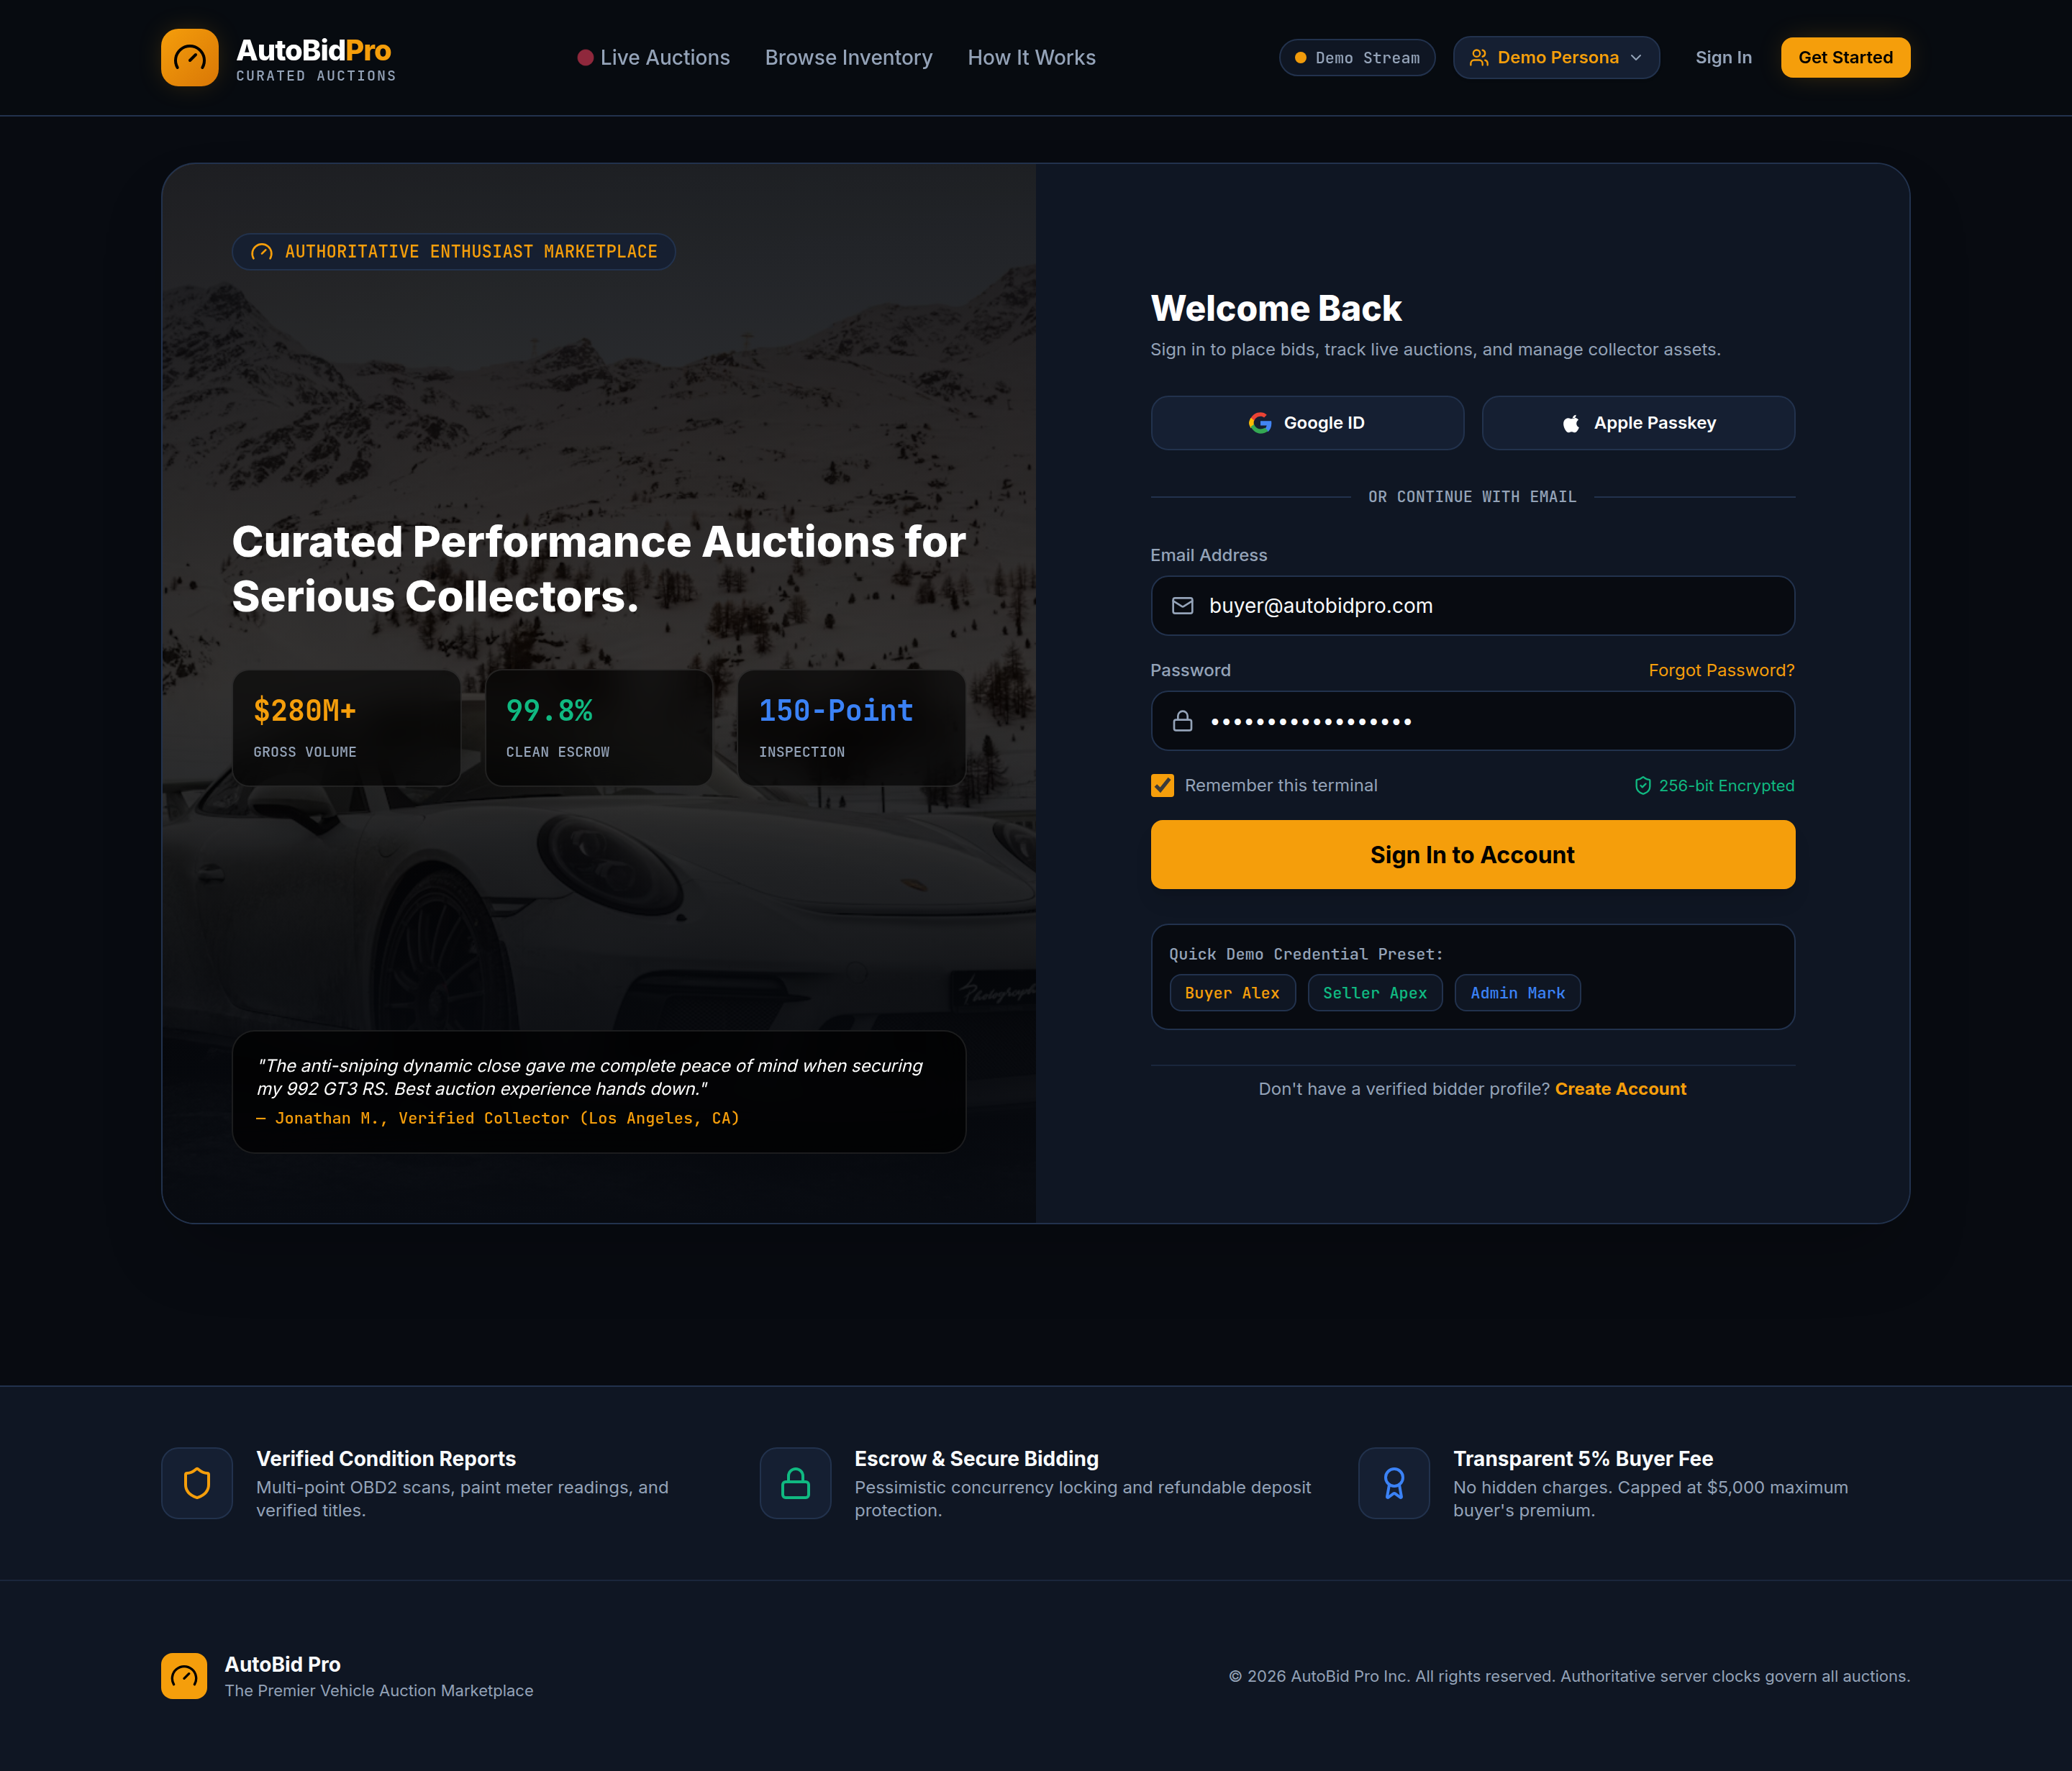 AutoBidPro
CURATED AUCTIONS
Live Auctions
Browse Inventory
How It Works
Demo Stream
Demo Persona
Sign In
Get Started
AUTHORITATIVE ENTHUSIAST MARKETPLACE
Curated Performance Auctions for
Serious Collectors.
$280M+
GROSS VOLUME
99.8%
CLEAN ESCROW
150-Point
INSPECTION
"The anti-sniping dynamic close gave me complete peace of mind when securing
my 992 GT3 RS. Best auction experience hands down."
— Jonathan M., Verified Collector (Los Angeles, CA)
Welcome Back
Sign in to place bids, track live auctions, and manage collector assets.
Google ID
Apple Passkey
OR CONTINUE WITH EMAIL
Email Address
buyer@autobidpro.com
Password
Forgot Password?
••••••••••••••••••
Remember this terminal
256-bit Encrypted
Sign In to Account
Quick Demo Credential Preset:
Buyer Alex
Seller Apex
Admin Mark
Don't have a verified bidder profile? Create Account
Verified Condition Reports
Multi-point OBD2 scans, paint meter readings, and
verified titles.
Escrow & Secure Bidding
Pessimistic concurrency locking and refundable deposit
protection.
Transparent 5% Buyer Fee
No hidden charges. Capped at $5,000 maximum
buyer's premium.
AutoBid Pro
The Premier Vehicle Auction Marketplace
© 2026 AutoBid Pro Inc. All rights reserved. Authoritative server clocks govern all auctions.